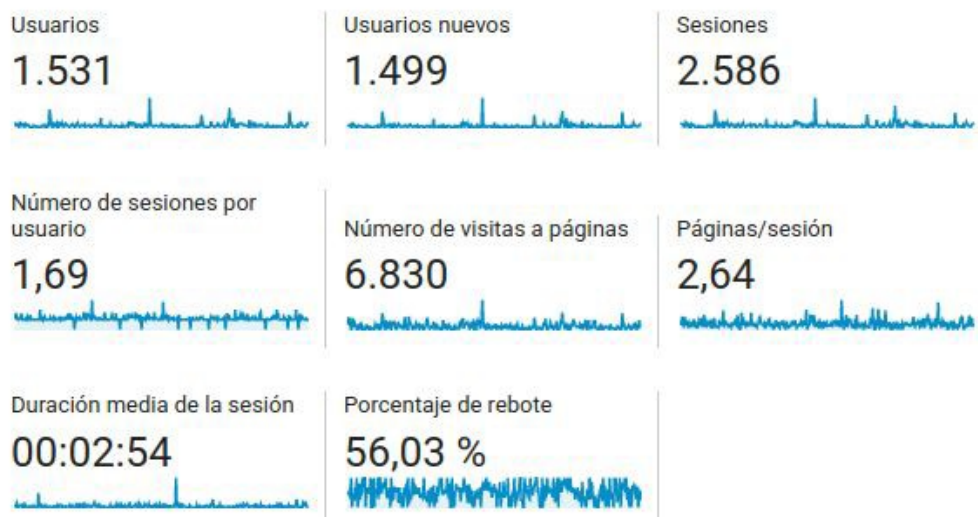 Usuarios
1.531
Usuarios nuevos
1.499
Sesiones
2.586
Número de sesiones por
usuario
1,69
Número de visitas a páginas
6.830
Páginas/sesión
2,64
Duración media de la sesión
00:02:54
Porcentaje de rebote
56,03 %